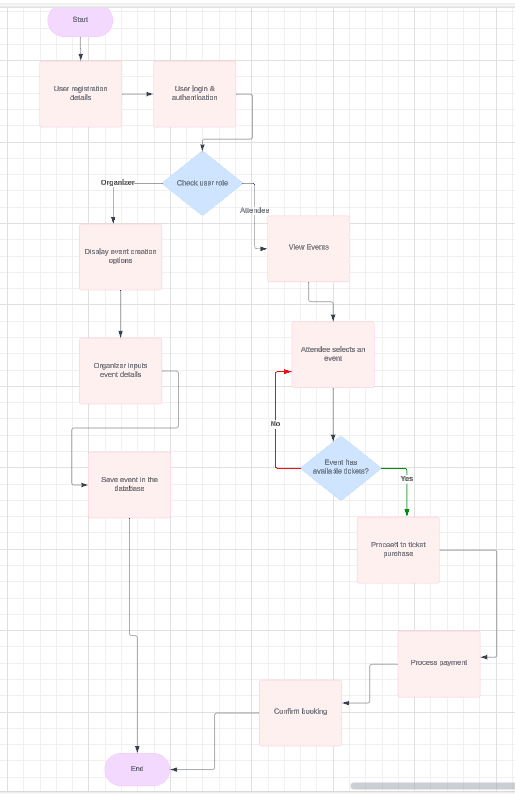 Start
User registration
details
User login &
authentication
Check user role
Organizer
Attendee
Display event creation
options
View Events
Organizer inputs
event details
Attendee selects an
event
No
Event has
available tickets?
Yes
Save event in the
database
Proceed to ticket
purchase
Process payment
Confirm booking
End